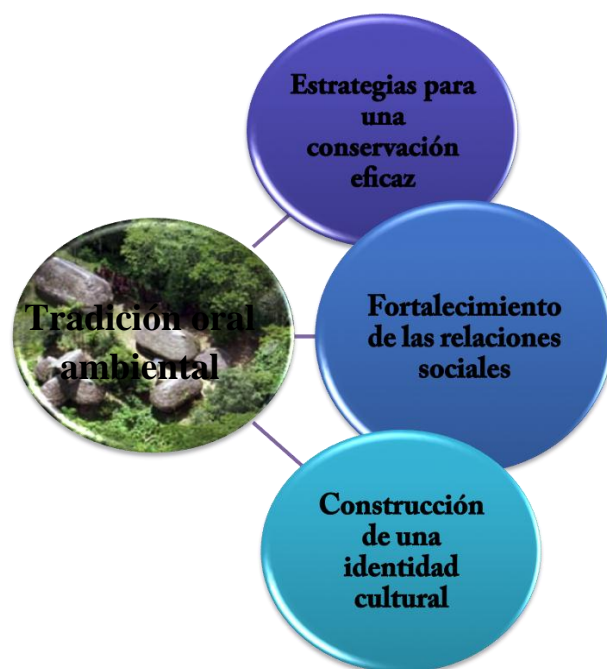 Estrategias para
una
conservación
eficaz
Tradición oral
ambiental
Fortalecimiento
de las relaciones
sociales
Construcción
de una
identidad
cultural